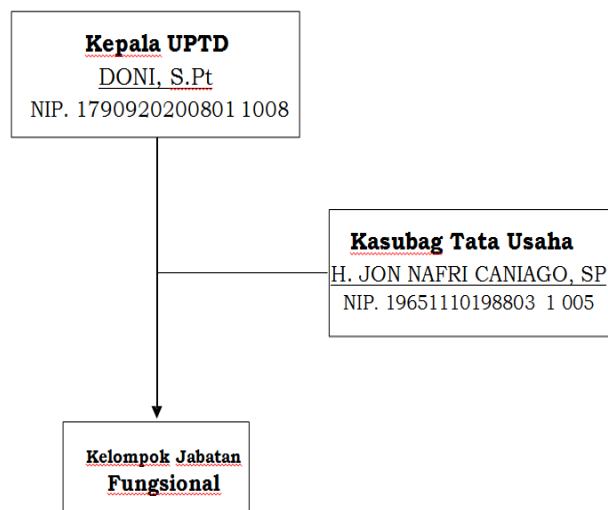 Kepala UPTD
DONI, S.Pt
NIP. 1790920200801 1008
Kasubag Tata Usaha
H. JON NAFRI CANIAGO, SP
NIP. 19651110198803 1 005
Kelompok Jabatan
Fungsional